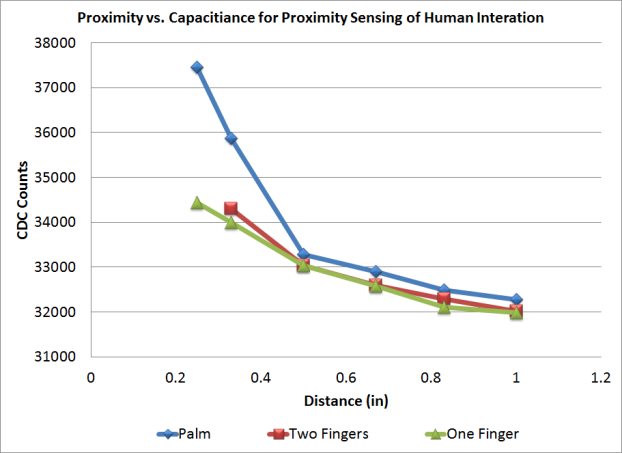 Proximity vs. Capacitiance for Proximity Sensing of Human Interation
38000
37000
36000
35000
34000
33000
32000
31000
CDC Counts
0 0.2 0.4 0.6 0.8 1 1.2
Distance (in)
Palm Two Fingers One Finger